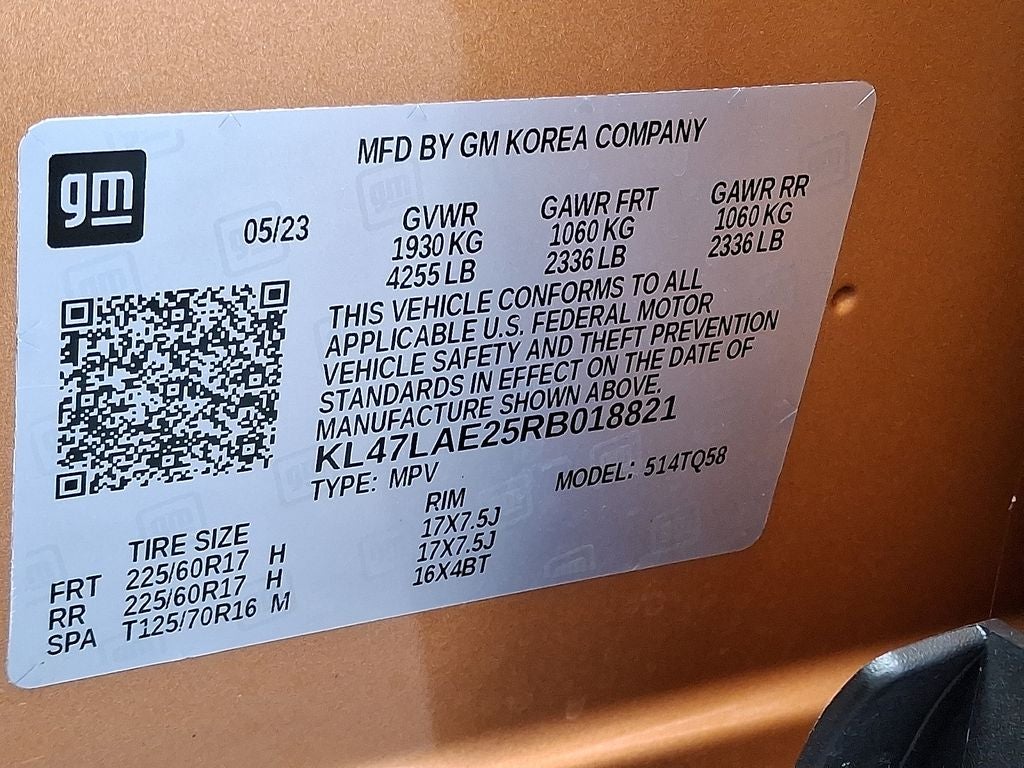 gm
MFD BY GM KOREA COMPANY
05/23
GVWR
1930 KG
4255 LB
GAWR FRT
1060 KG
2336 LB
GAWR RR
1060 KG
2336 LB
THIS VEHICLE CONFORMS TO ALL
APPLICABLE U.S. FEDERAL MOTOR
VEHICLE SAFETY AND THEFT PREVENTION
STANDARDS IN EFFECT ON THE DATE OF
MANUFACTURE SHOWN ABOVE.
KL47LAE25RB018821
TYPE: MPV MODEL: 514TQ58
TIRE SIZE RIM
FRT 225/60R17 H 17X7.5J
RR 225/60R17 H 17X7.5J
SPA T125/70R16 M 16X4BT